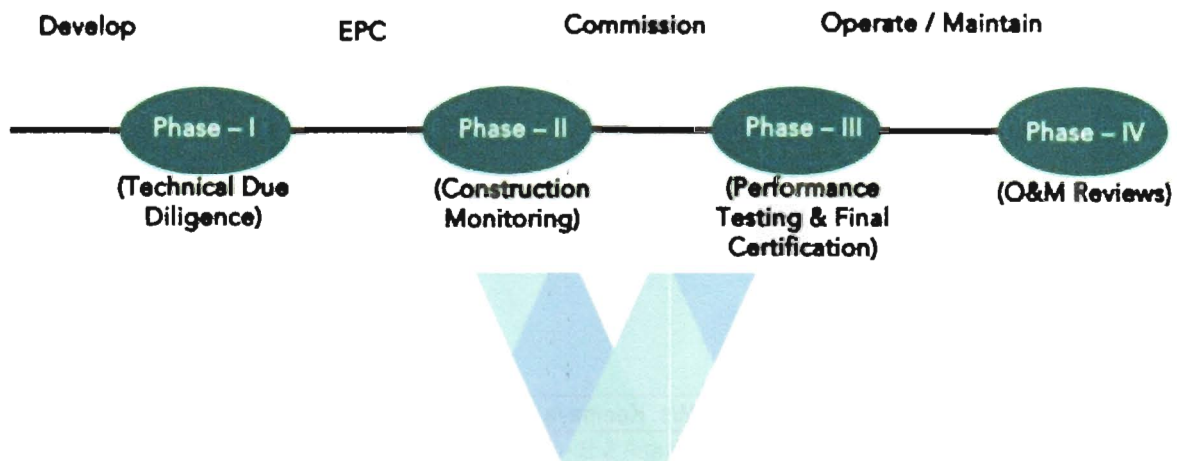 Develop EPC Commission Operate / Maintain
Phase – I Phase – II Phase – III Phase – IV
(Technical Due (Construction (Performance (O&M Reviews)
Diligence) Monitoring) Testing & Final
Certification)